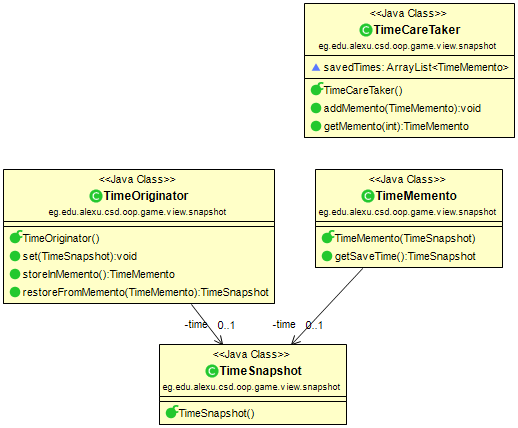 <<Java Class>>
TimeCareTaker
eg.edu.alexu.csd.oop.game.view.snapshot
savedTimes: ArrayList<TimeMemento>
TimeCareTaker()
addMemento(TimeMemento):void
getMemento(int):TimeMemento
<<Java Class>>
TimeOriginator
eg.edu.alexu.csd.oop.game.view.snapshot
TimeOriginator()
set(TimeSnapshot):void
storeInMemento():TimeMemento
restoreFromMemento(TimeMemento):TimeSnapshot
<<Java Class>>
TimeMemento
eg.edu.alexu.csd.oop.game.view.snapshot
TimeMemento(TimeSnapshot)
getSaveTime():TimeSnapshot
-time 0..1
-time 0..1
<<Java Class>>
TimeSnapshot
eg.edu.alexu.csd.oop.game.view.snapshot
TimeSnapshot()